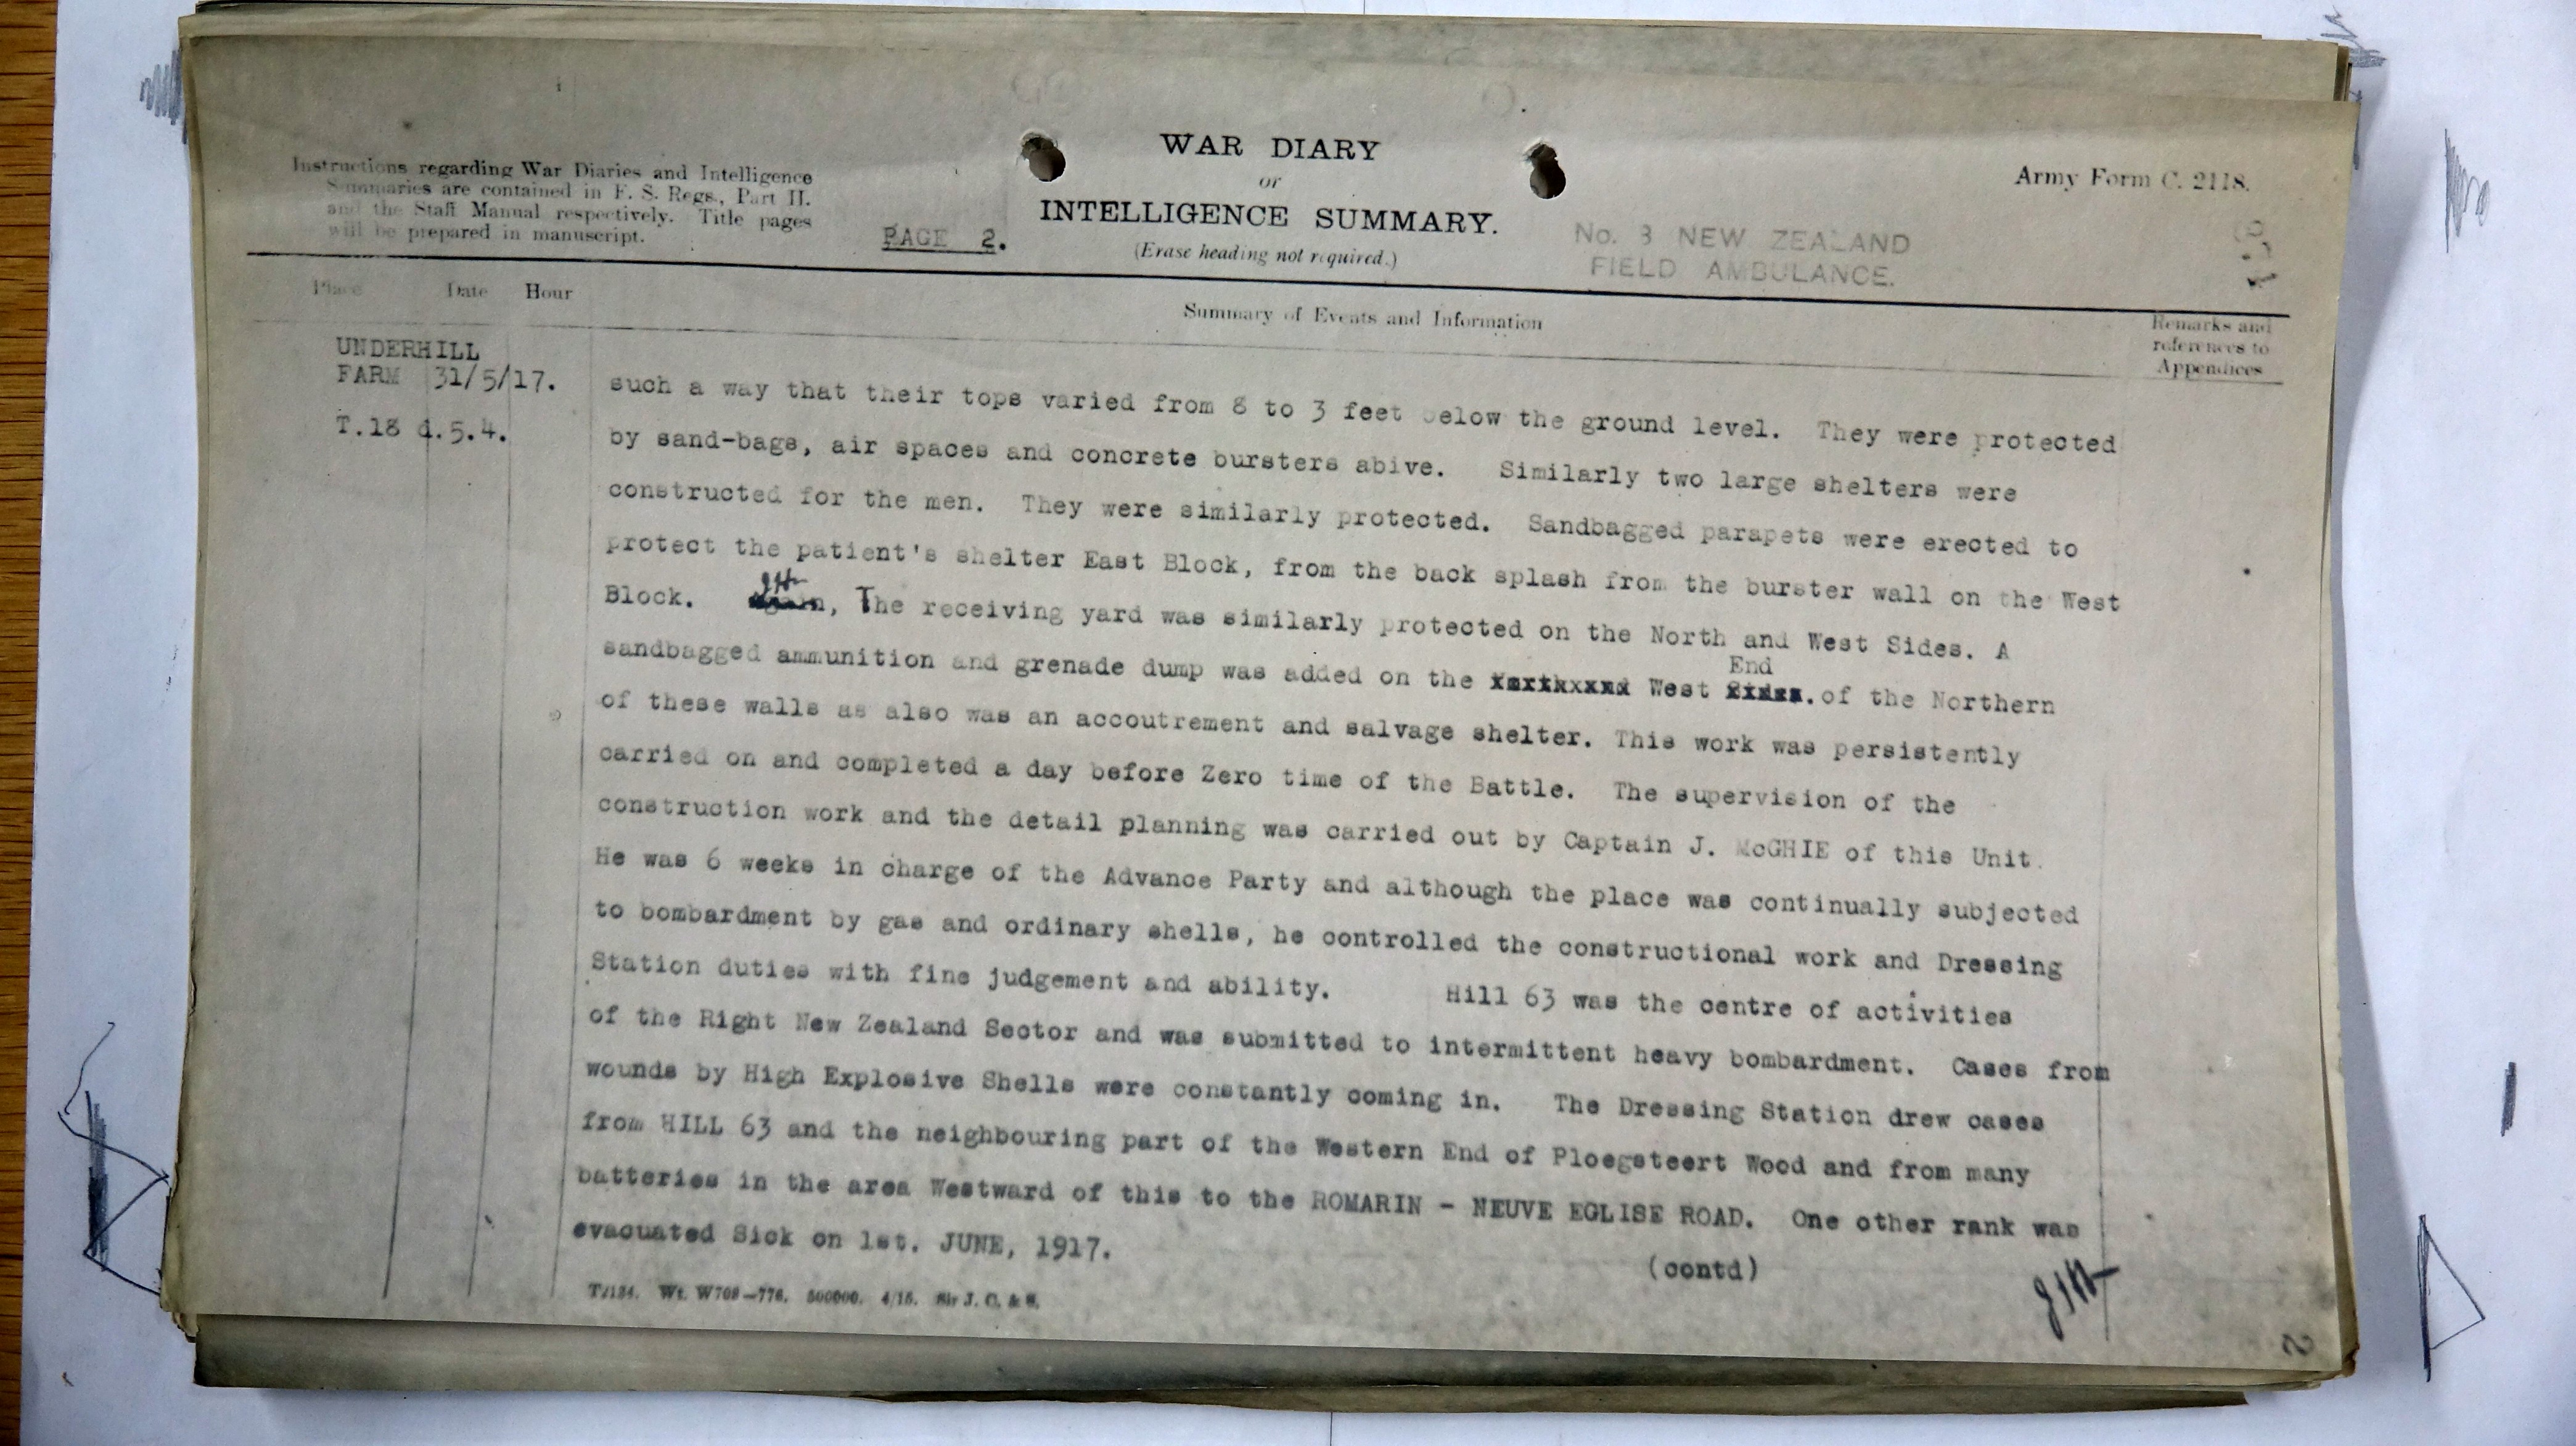 Instructions regarding War Diaries and Intelligence
Summaries are contained in F. S. Regs., Part II.
and the Staff Manual respectively. Title pages
will be prepared in manuscript.
PAGE 2.
WAR DIARY
or
INTELLIGENCE SUMMARY.
(Erase heading not required.)
Army Form C. 2118.
No. 3 NEW ZEALAND
FIELD AMBULANCE.
Place Date Hour
Summary of Events and Information
Remarks and
references to
Appendices
UNDERHILL
FARM 31/5/17.
T.18 d.5.4.
such a way that their tops varied from 8 to 3 feet below the ground level. They were protected
by sand-bags, air spaces and concrete bursters abive. Similarly two large shelters were
constructed for the men. They were similarly protected. Sandbagged parapets were erected to
protect the patient's shelter East Block, from the back splash from the burster wall on the West
Block. Again, The receiving yard was similarly protected on the North and West Sides. A
sandbagged ammunition and grenade dump was added on the West End of the Northern
of these walls as also was an accoutrement and salvage shelter. This work was persistently
carried on and completed a day before Zero time of the Battle. The supervision of the
construction work and the detail planning was carried out by Captain J. McGHIE of this Unit.
He was 6 weeks in charge of the Advance Party and although the place was continually subjected
to bombardment by gas and ordinary shells, he controlled the constructional work and Dressing
Station duties with fine judgement and ability. Hill 63 was the centre of activities
of the Right New Zealand Sector and was submitted to intermittent heavy bombardment. Cases from
wounds by High Explosive Shells were constantly coming in. The Dressing Station drew cases
from HILL 63 and the neighbouring part of the Western End of Ploegsteert Wood and from many
batteries in the area Westward of this to the ROMARIN - NEUVE EGLISE ROAD. One other rank was
evacuated Sick on 1st. JUNE, 1917.
(contd)
T/134. Wt. W708—776. 500000. 4/15. Sir J. C. & S.
2